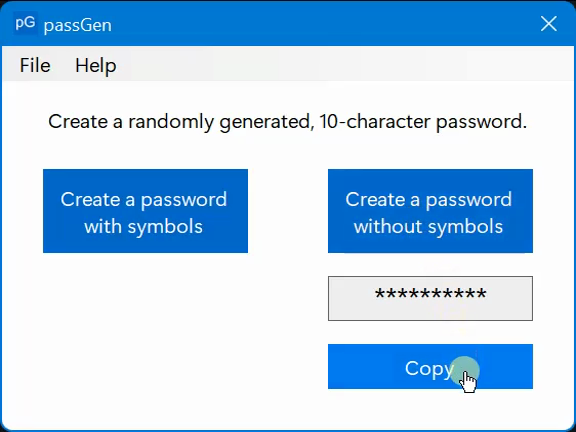 pG passGen
File Help
Create a randomly generated, 10-character password.
Create a password
with symbols
Create a password
without symbols
**********
Copy